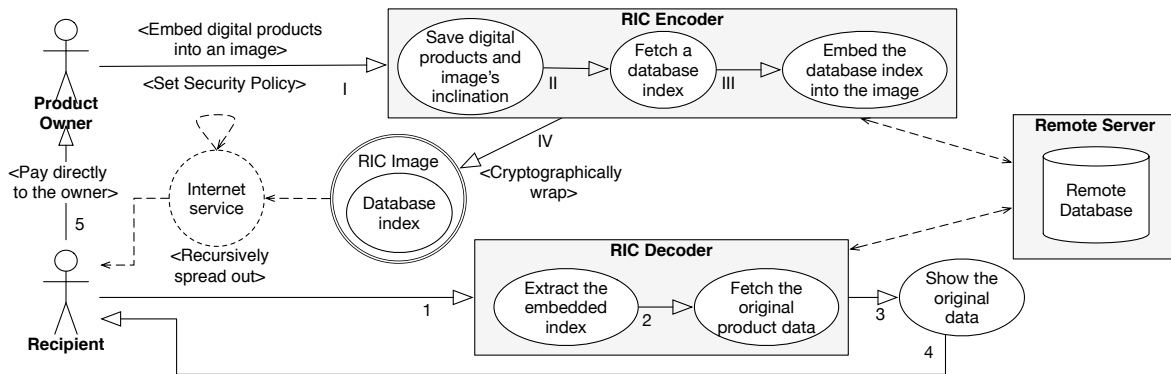 RIC Encoder
<Embed digital products
into an image>
<Set Security Policy>
I
Save digital
products and
image's
inclination
II
Fetch a
database
index
III
Embed the
database index
into the image
Product
Owner
IV
<Cryptographically
wrap>
RIC Image
Database
index
Internet
service
<Recursively
spread out>
<Pay directly
to the owner>
5
Remote Server
Remote
Database
RIC Decoder
1
Extract the
embedded
index
2
Fetch the
original
product data
3
Show the
original
data
4
Recipient